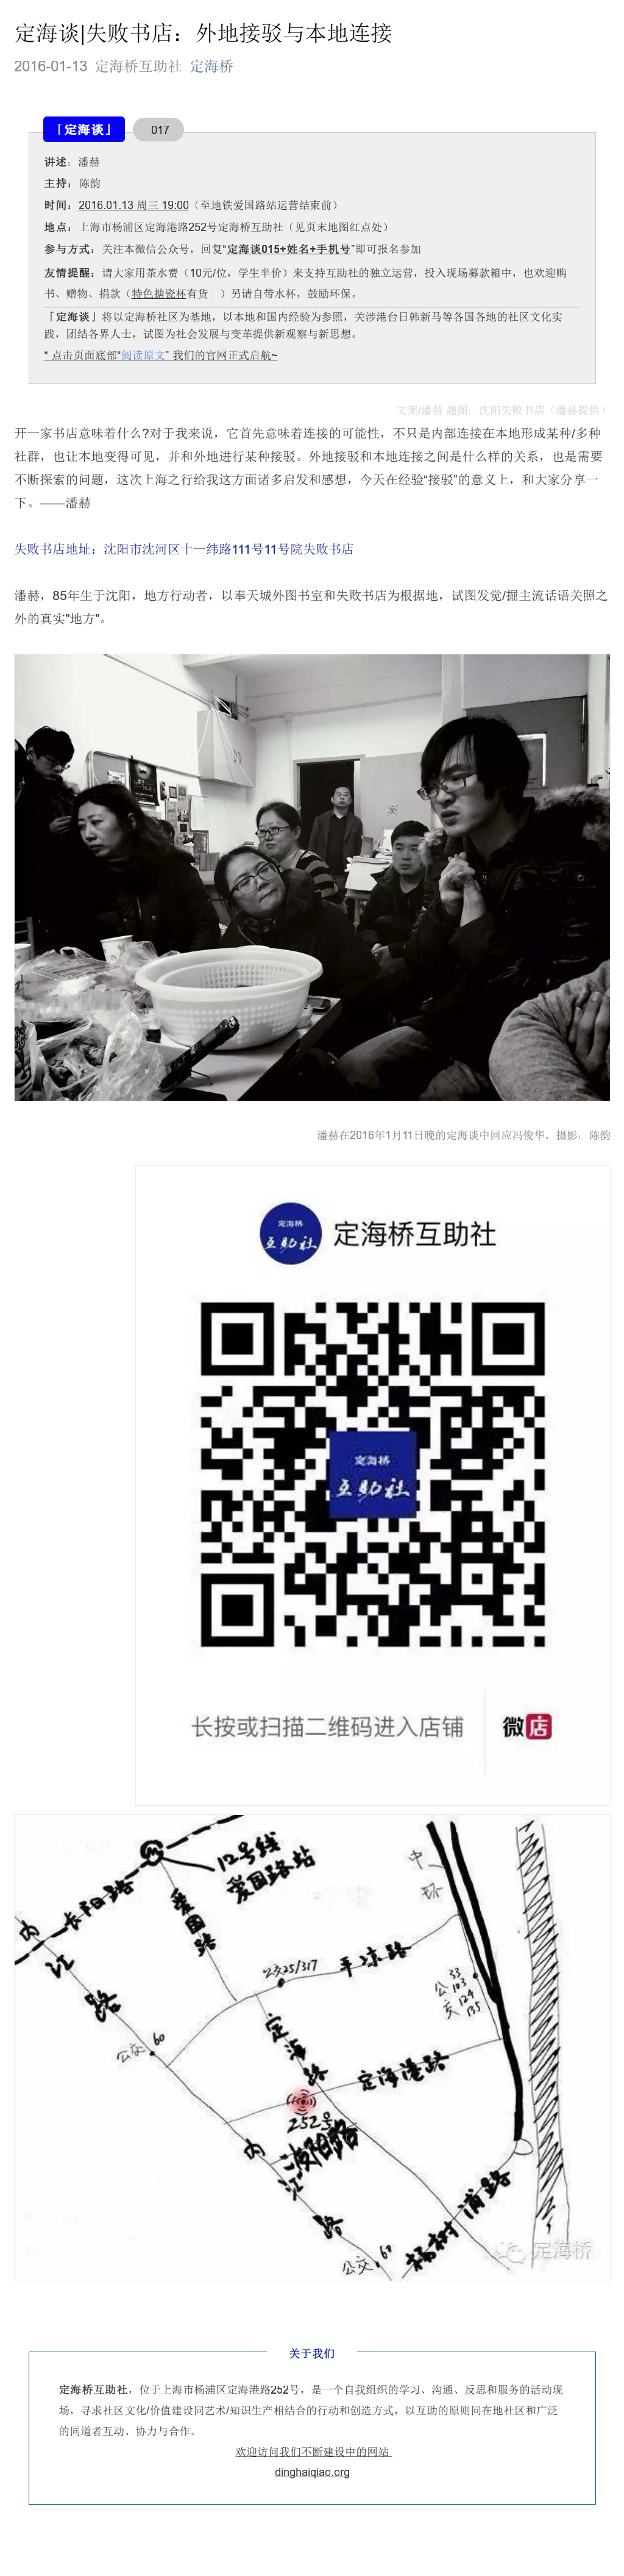 定海谈|失败书店：外地接驳与本地连接
2016-01-13 定海桥互助社 定海桥
「定海谈」 017
讲述：潘赫
主持：陈韵
时间：2016.01.13 周三 19:00（至地铁爱国路站运营结束前）
地点：上海市杨浦区定海港路252号定海桥互助社（见页末地图红点处）
参与方式：关注本微信公众号，回复“定海谈015+姓名+手机号”即可报名参加
友情提醒：请大家用茶水费（10元/位，学生半价）来支持互助社的独立运营，投入现场募款箱中，也欢迎购
书、赠物、捐款（特色搪瓷杯有货！）另请自带水杯，鼓励环保。
「定海谈」将以定海桥社区为基地，以本地和国内经验为参照，关涉港台日韩新马等各国各地的社区文化实
践，团结各界人士，试图为社会发展与变革提供新观察与新思想。
* 点击页面底部“阅读原文” 我们的官网正式启航~
文案/潘赫 题图：沈阳失败书店（潘赫提供）
开一家书店意味着什么?对于我来说，它首先意味着连接的可能性，不只是内部连接在本地形成某种/多种
社群，也让本地变得可见，并和外地进行某种接驳。外地接驳和本地连接之间是什么样的关系，也是需要
不断探索的问题，这次上海之行给我这方面诸多启发和感想，今天在经验“接驳”的意义上，和大家分享一
下。——潘赫
失败书店地址：沈阳市沈河区十一纬路111号11号院失败书店
潘赫，85年生于沈阳，地方行动者，以奉天城外图书室和失败书店为根据地，试图发觉/掘主流话语关照之
外的真实"地方"。
潘赫在2016年1月11日晚的定海谈中回应冯俊华，摄影：陈韵
定海桥
互助社
定海桥互助社
定海桥
互助社
长按或扫描二维码进入店铺
微店
12号线
爱国路站
长阳路
爱国路
内江路
中环
公交25/317
平凉路
公交
33
103
124
135
公交60
定海路
定海港路
252号
波阳路
内江路
杨树浦路
公交 61
定海桥
关于我们
定海桥互助社，位于上海市杨浦区定海港路252号，是一个自我组织的学习、沟通、反思和服务的活动现
场，寻求社区文化/价值建设同艺术/知识生产相结合的行动和创造方式，以互助的原则同在地社区和广泛
的同道者互动、协力与合作。
欢迎访问我们不断建设中的网站
dinghaiqiao.org